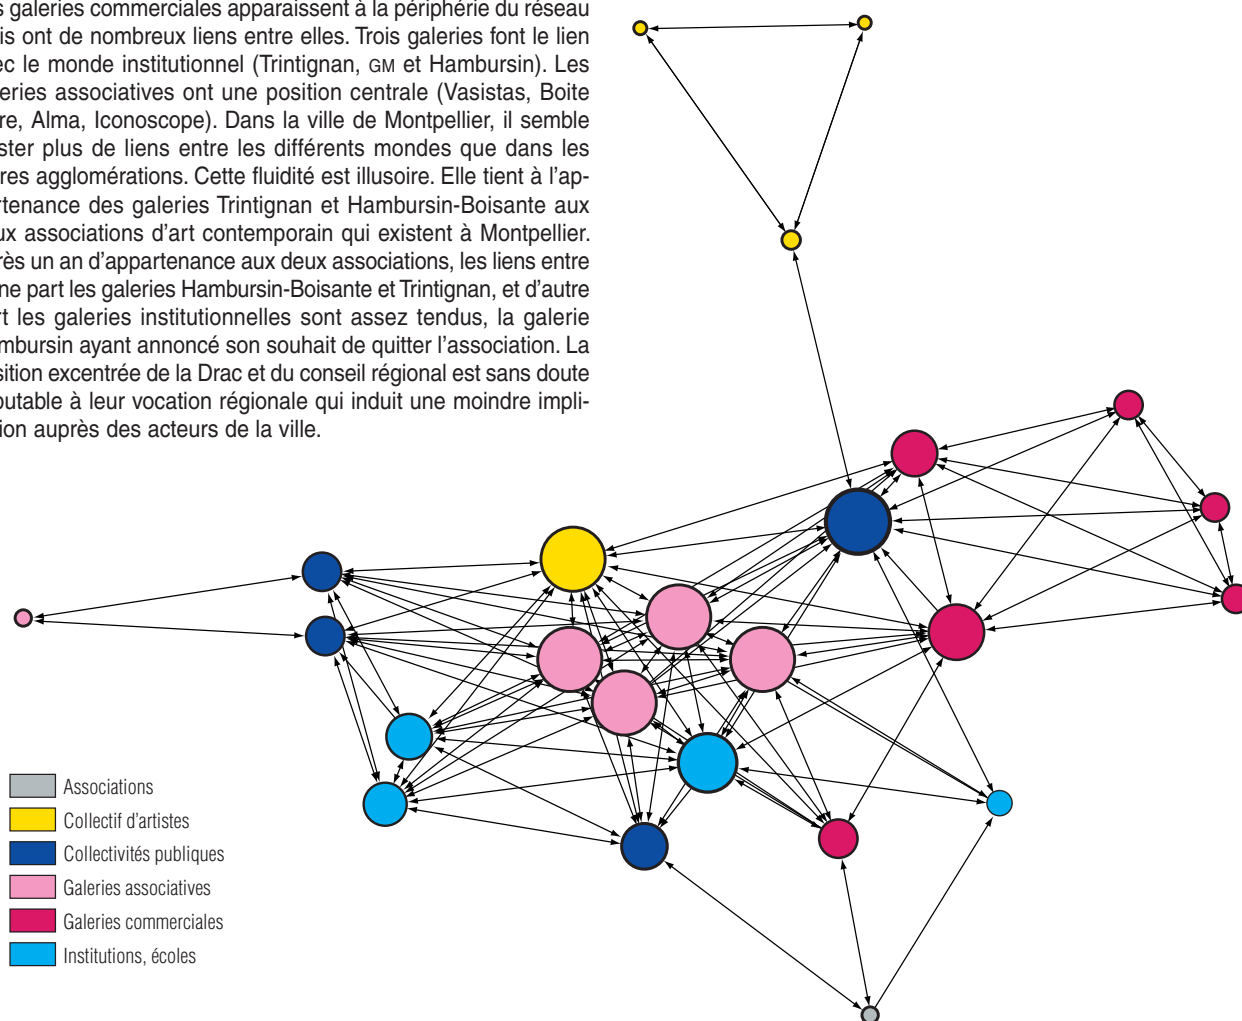 s galeries commerciales apparaissent à la périphérie du réseau
is ont de nombreux liens entre elles. Trois galeries font le lien
ec le monde institutionnel (Trintignan, GM et Hambursin). Les
eries associatives ont une position centrale (Vasistas, Boite
re, Alma, Iconoscope). Dans la ville de Montpellier, il semble
ster plus de liens entre les différents mondes que dans les
res agglomérations. Cette fluidité est illusoire. Elle tient à l'ap-
rtenance des galeries Trintignan et Hambursin-Boisante aux
ux associations d'art contemporain qui existent à Montpellier.
rès un an d'appartenance aux deux associations, les liens entre
ne part les galeries Hambursin-Boisante et Trintignan, et d'autre
rt les galeries institutionnelles sont assez tendus, la galerie
mbursin ayant annoncé son souhait de quitter l'association. La
sition excentrée de la Drac et du conseil régional est sans doute
putable à leur vocation régionale qui induit une moindre impli-
ion auprès des acteurs de la ville.
Associations
Collectif d'artistes
Collectivités publiques
Galeries associatives
Galeries commerciales
Institutions, écoles